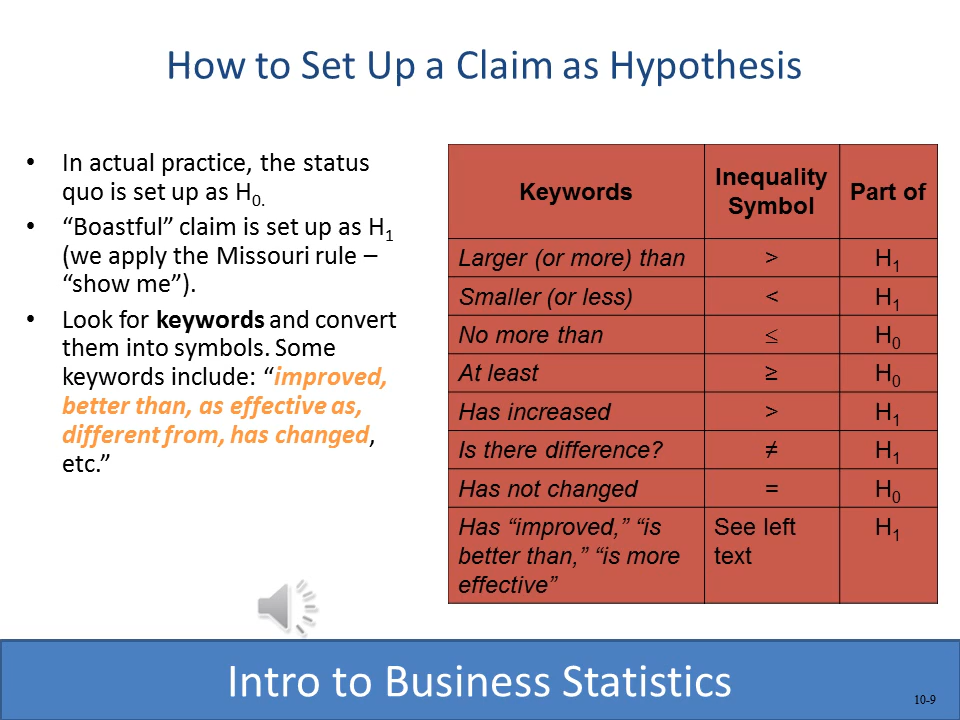 How to Set Up a Claim as Hypothesis
• In actual practice, the status
quo is set up as H0.
• “Boastful” claim is set up as H1
(we apply the Missouri rule –
“show me”).
• Look for keywords and convert
them into symbols. Some
keywords include: “improved,
better than, as effective as,
different from, has changed,
etc.”
Keywords Inequality Symbol Part of
Larger (or more) than > H1
Smaller (or less) < H1
No more than ≤ H0
At least ≥ H0
Has increased > H1
Is there difference? ≠ H1
Has not changed = H0
Has “improved,” “is See left H1
better than,” “is more text
effective”
Intro to Business Statistics
10-9